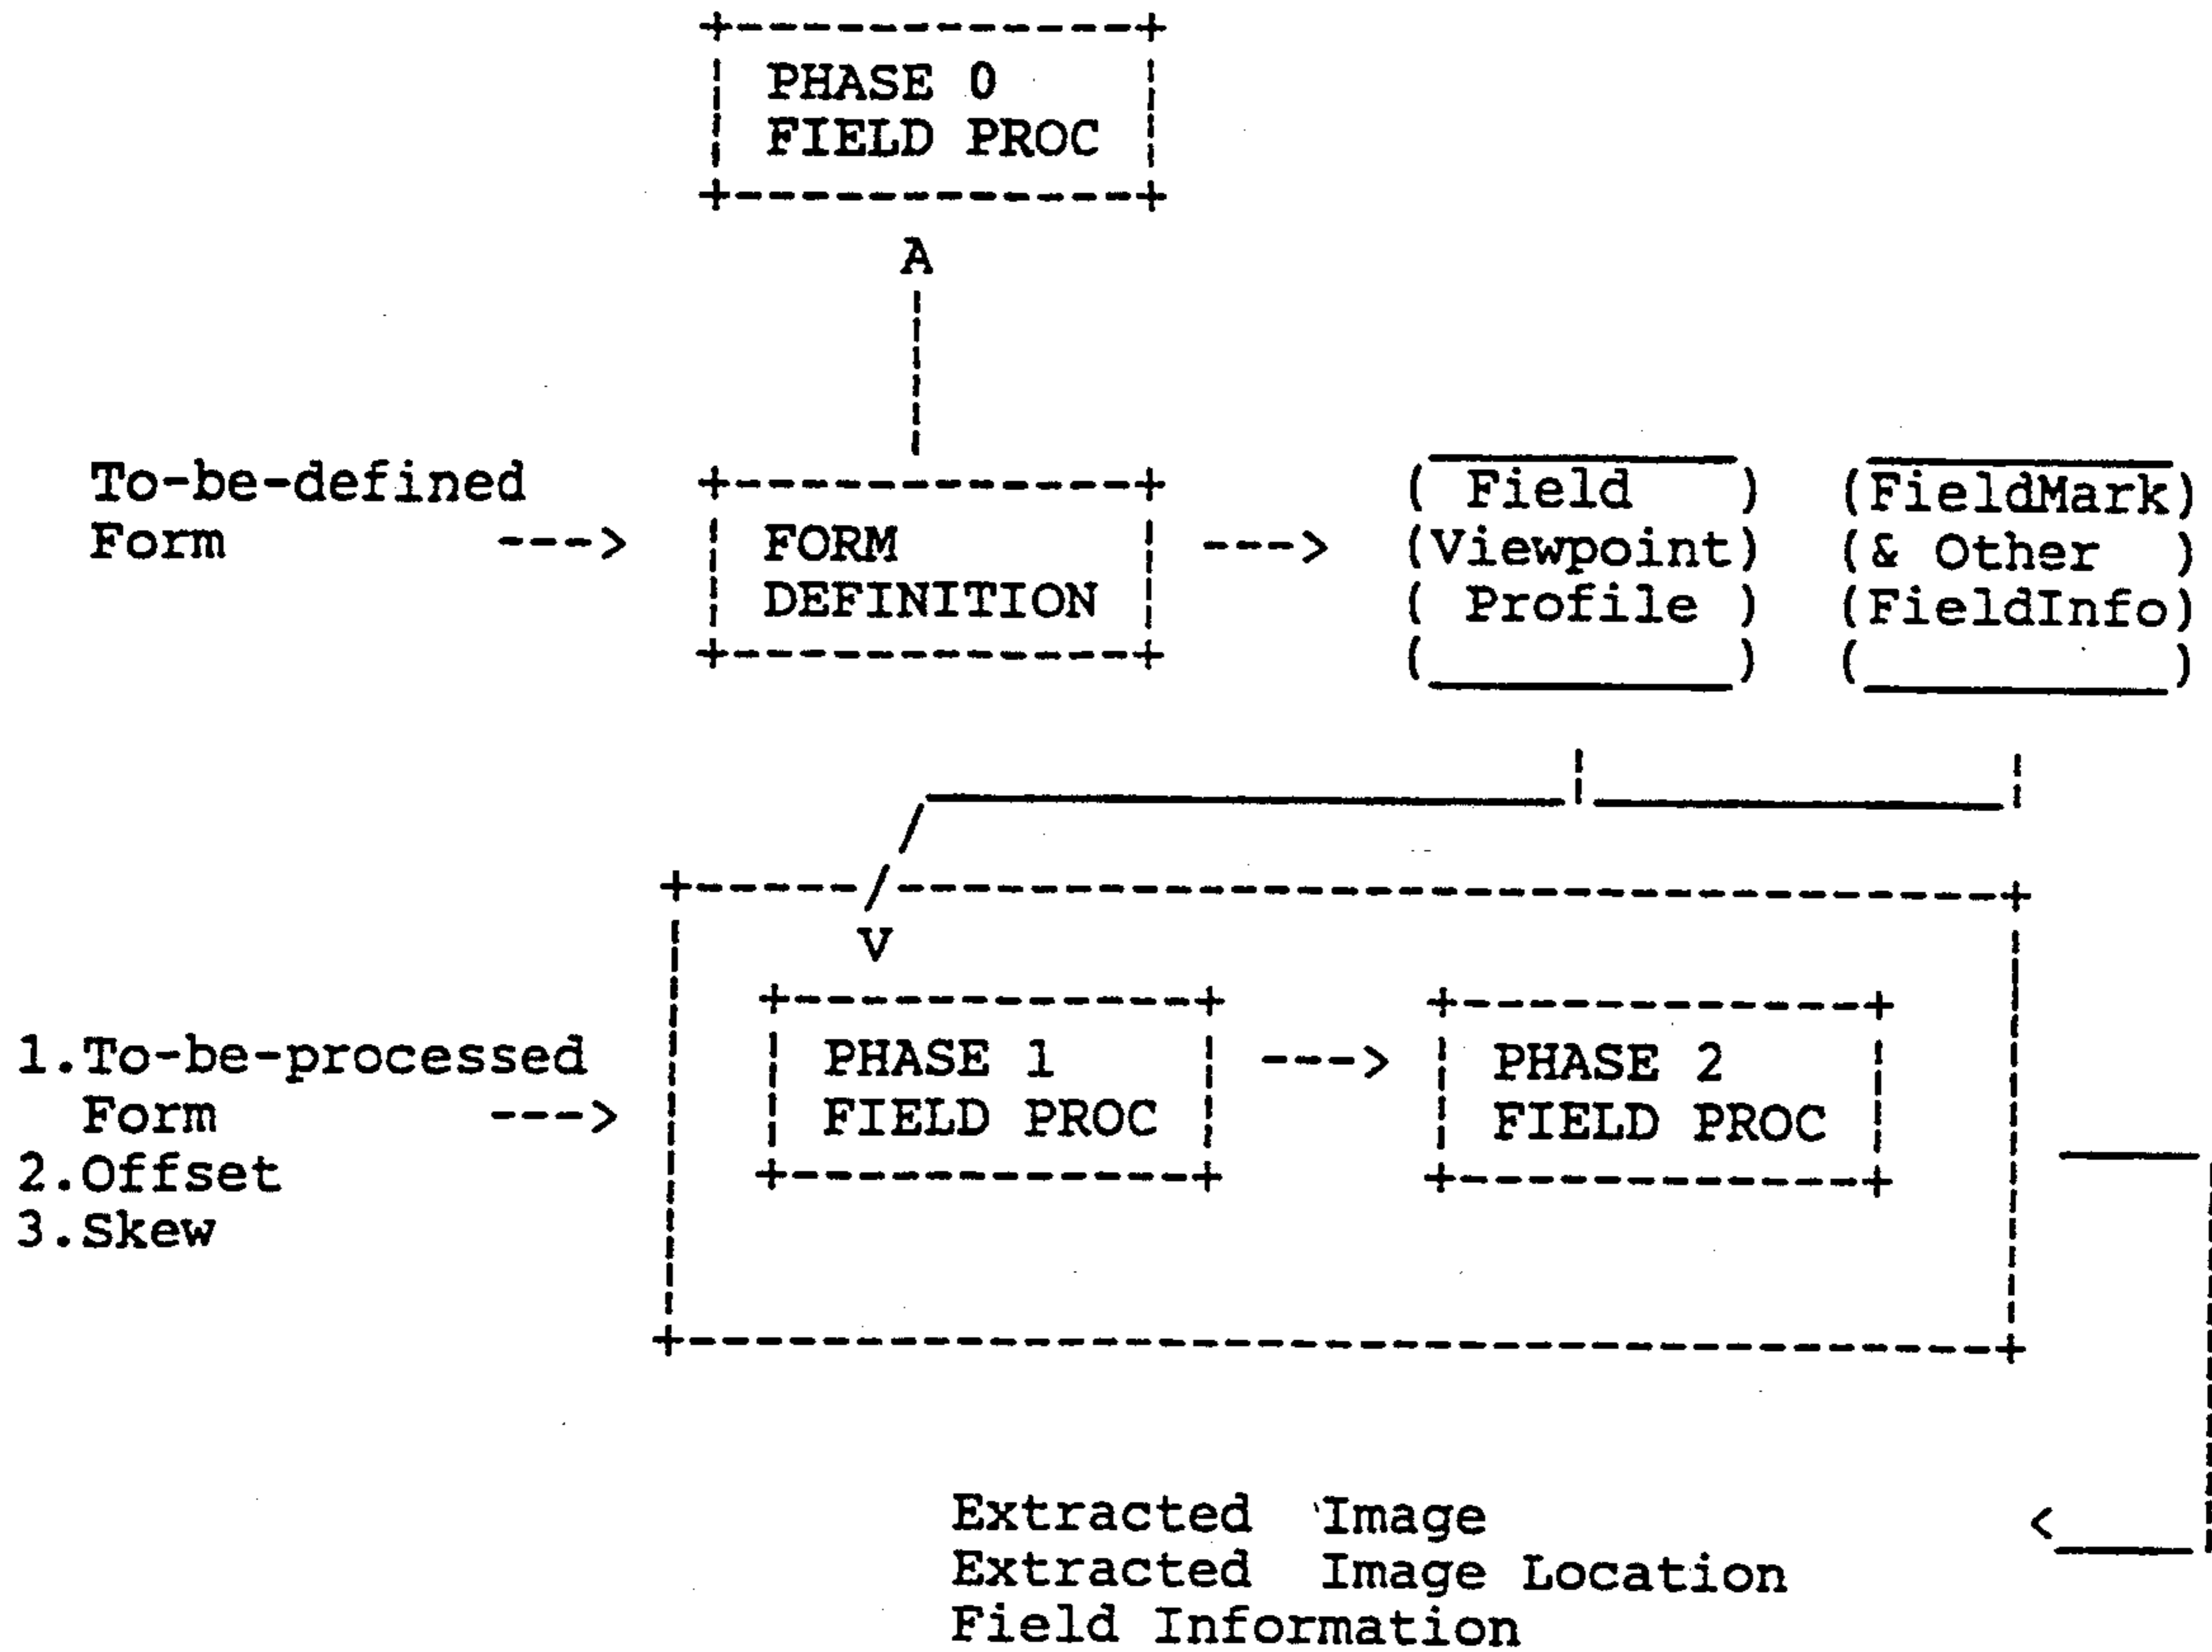 PHASE 0
FIELD PROC
A
To-be-defined
Form --->
FORM
DEFINITION
--->
( Field )
(Viewpoint)
( Profile )
(FieldMark)
(& Other )
(FieldInfo)
V
1.To-be-processed
Form --->
2.Offset
3.Skew
PHASE 1
FIELD PROC
--->
PHASE 2
FIELD PROC
<
Extracted Image
Extracted Image Location
Field Information